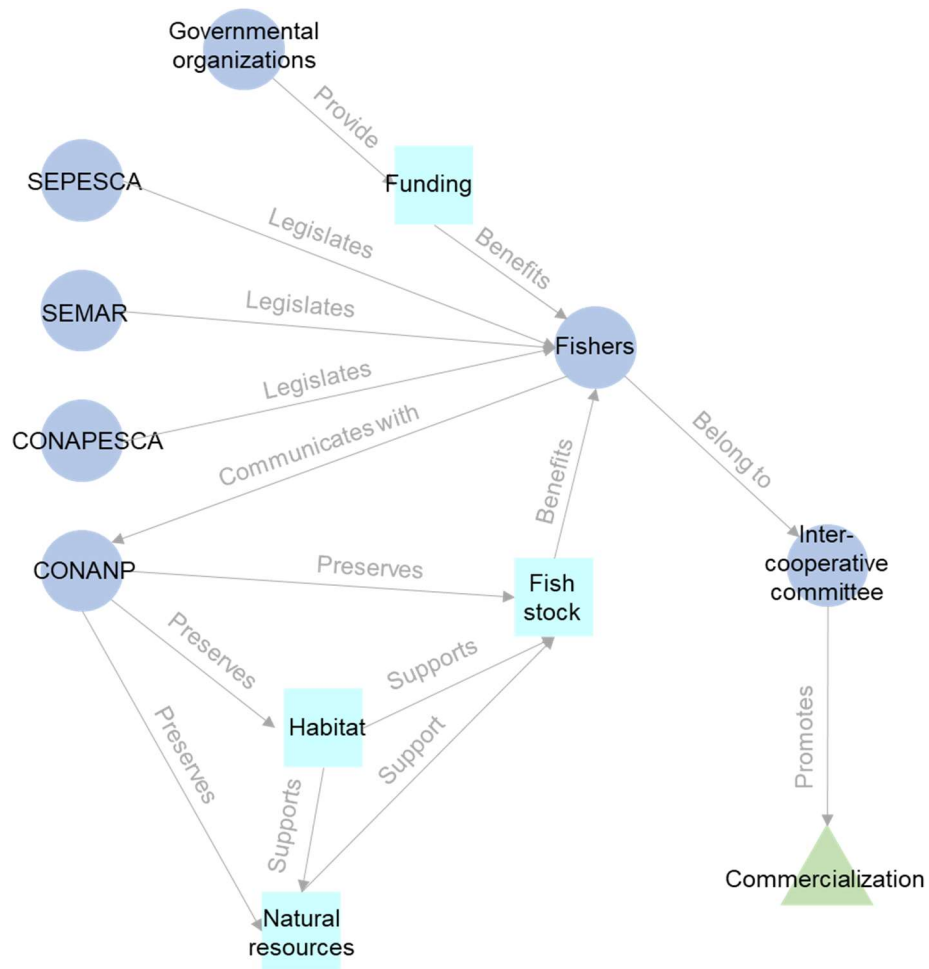 Governmental
organizations
Provide
SEPESCA
Funding
Legislates
Benefits
SEMAR
Legislates
Fishers
Legislates
CONAPESCA
Communicates with
Belong to
Benefits
CONANP
Preserves
Inter-
cooperative
committee
Fish
stock
Preserves
Supports
Habitat
Preserves
Support
Supports
Promotes
Commercialization
Natural
resources